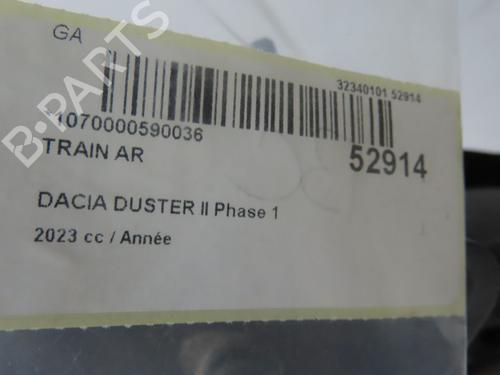 GA
32340101 52914
1070000590036
52914
TRAIN AR
DACIA DUSTER II Phase 1
2023 cc / Année
B-PARTS